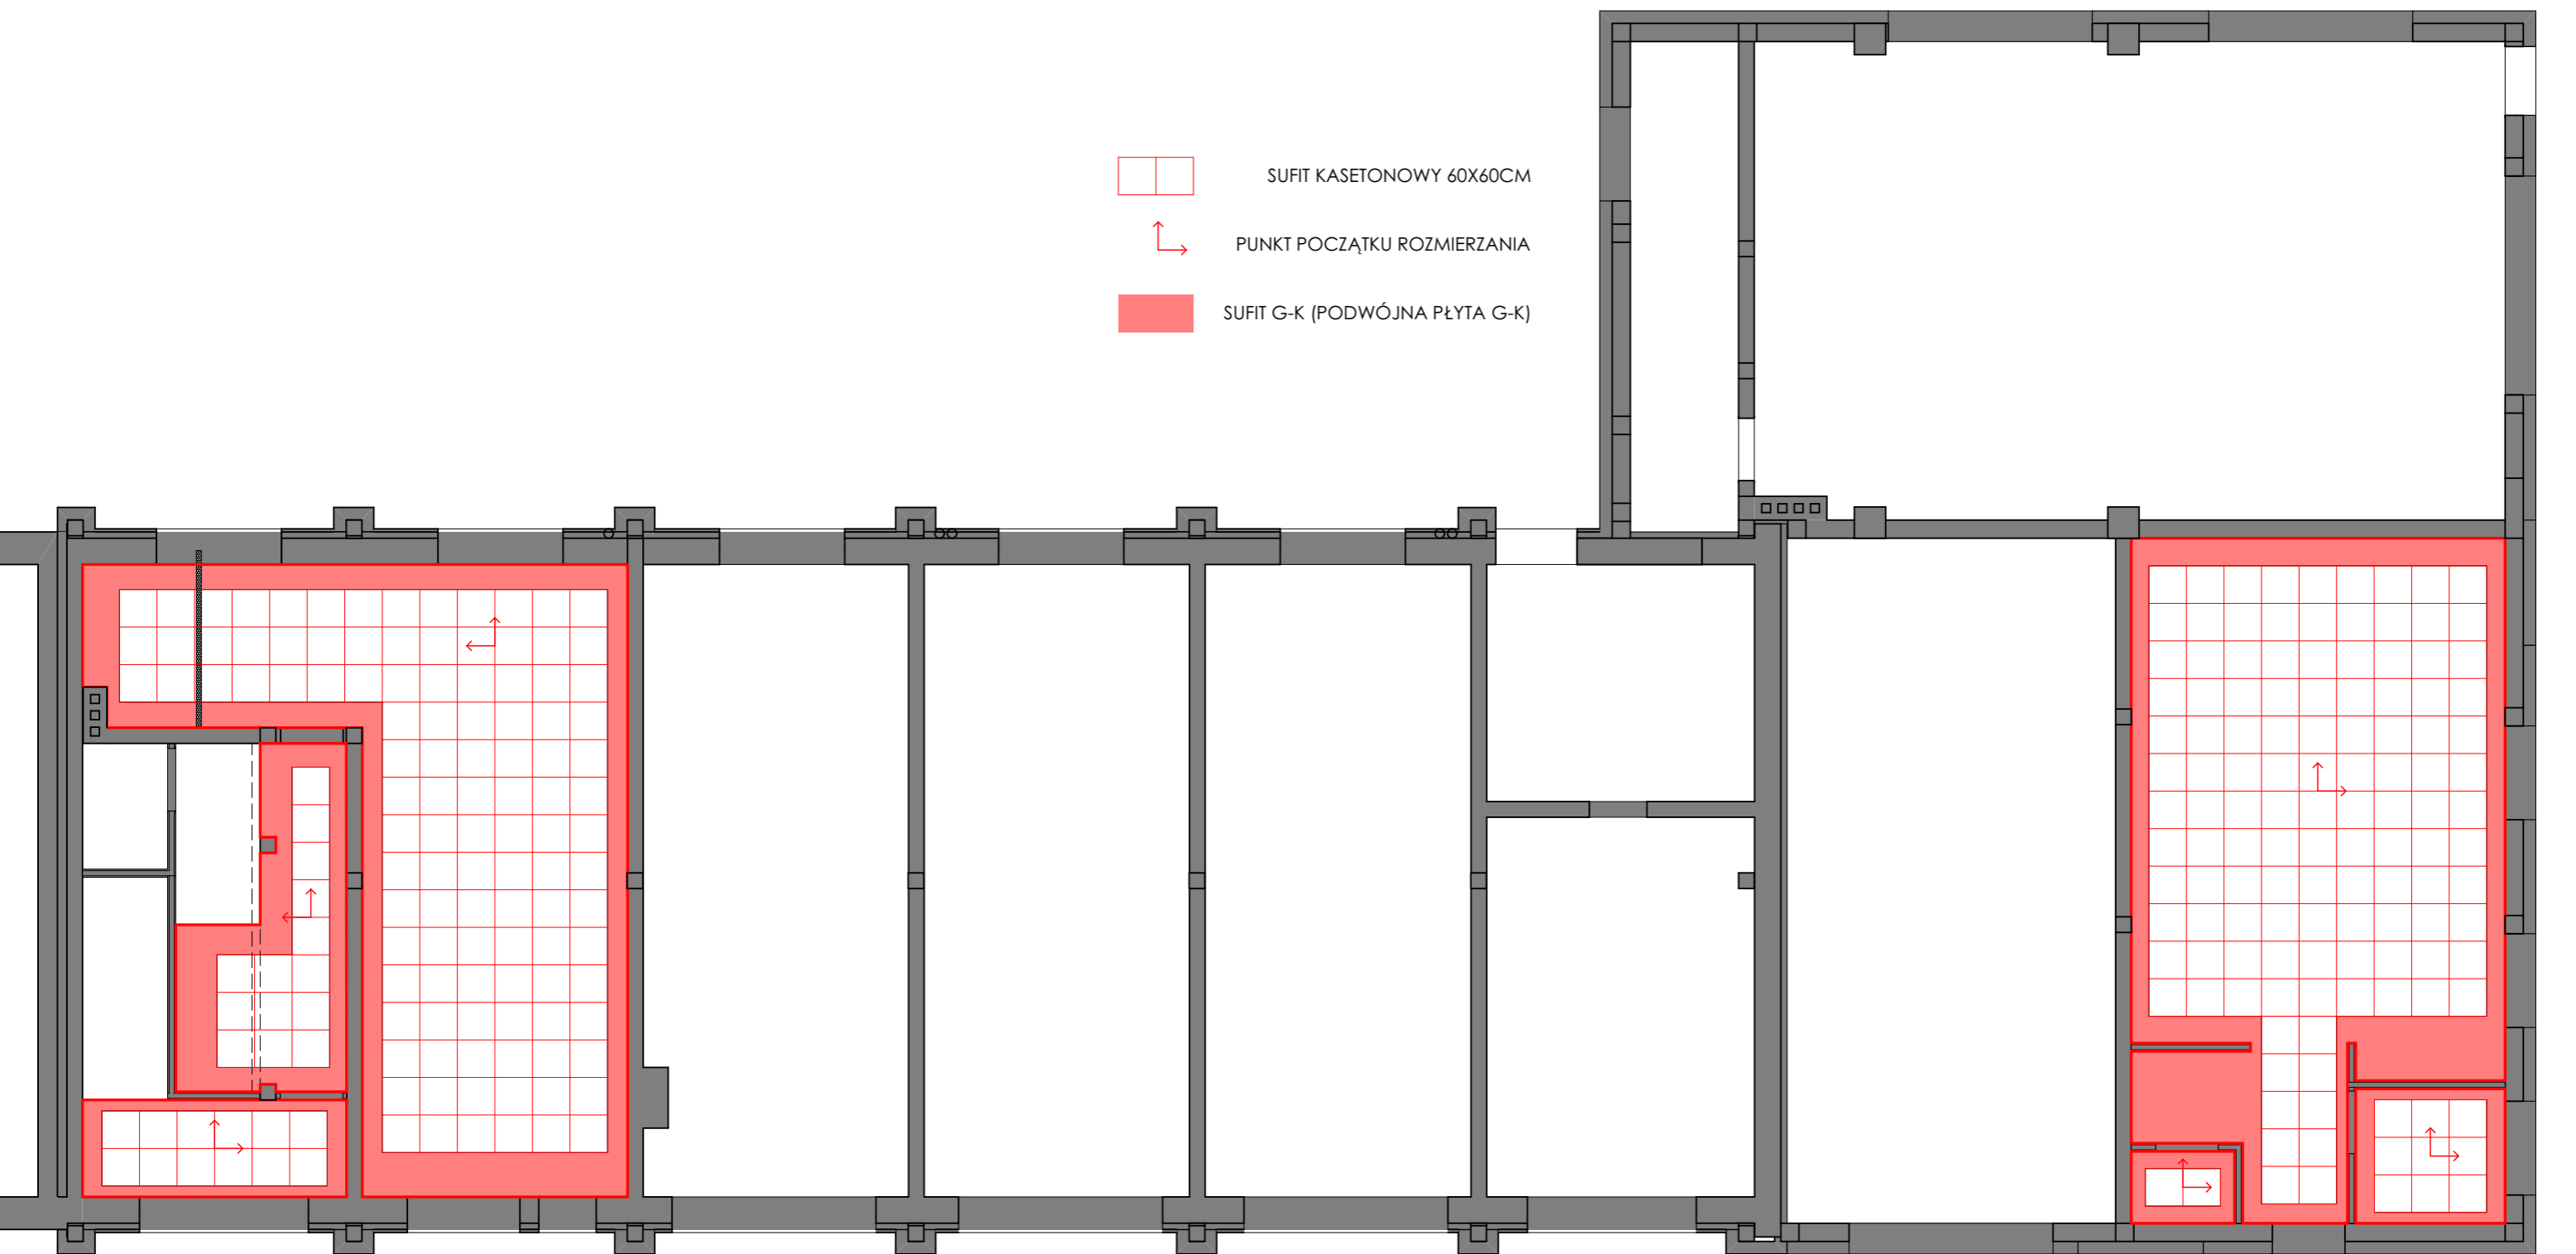 SUFIT KASETONOWY 60X60CM
PUNKT POCZĄTKU ROZMIERZANIA
SUFIT G-K (PODWÓJNA PŁYTA G-K)